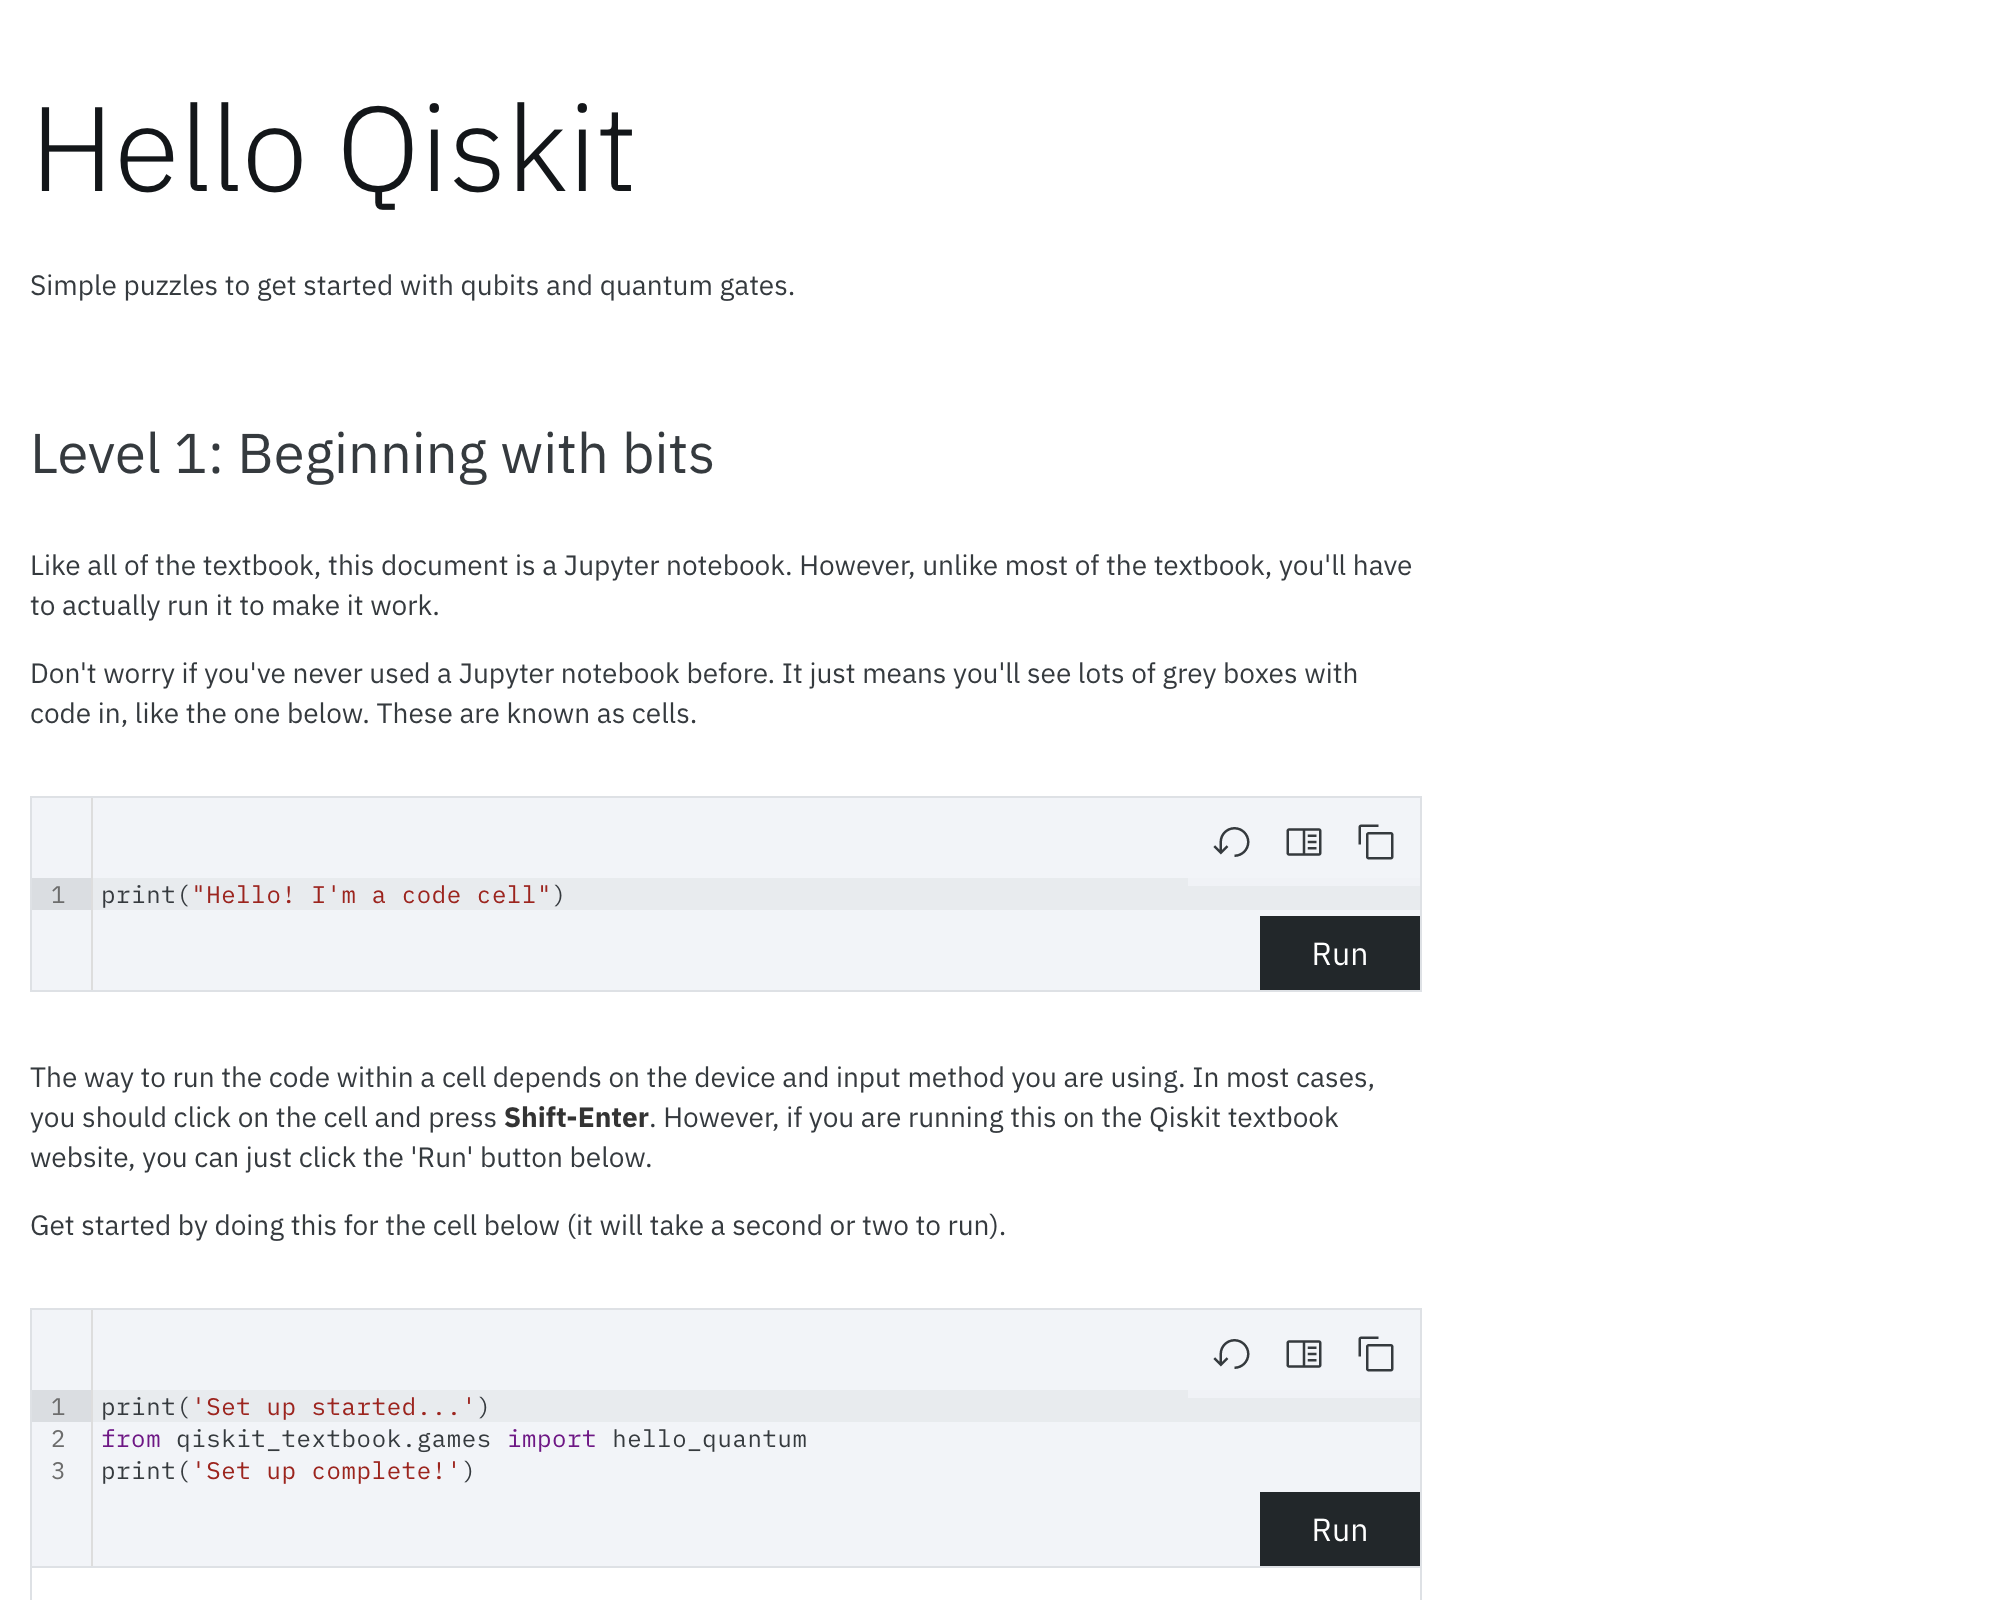 Hello Qiskit
Simple puzzles to get started with qubits and quantum gates.
Level 1: Beginning with bits
Like all of the textbook, this document is a Jupyter notebook. However, unlike most of the textbook, you'll have
to actually run it to make it work.
Don't worry if you've never used a Jupyter notebook before. It just means you'll see lots of grey boxes with
code in, like the one below. These are known as cells.
1 print("Hello! I'm a code cell")
Run
The way to run the code within a cell depends on the device and input method you are using. In most cases,
you should click on the cell and press Shift-Enter. However, if you are running this on the Qiskit textbook
website, you can just click the 'Run' button below.
Get started by doing this for the cell below (it will take a second or two to run).
1 print('Set up started...')
2 from qiskit_textbook.games import hello_quantum
3 print('Set up complete!')
Run